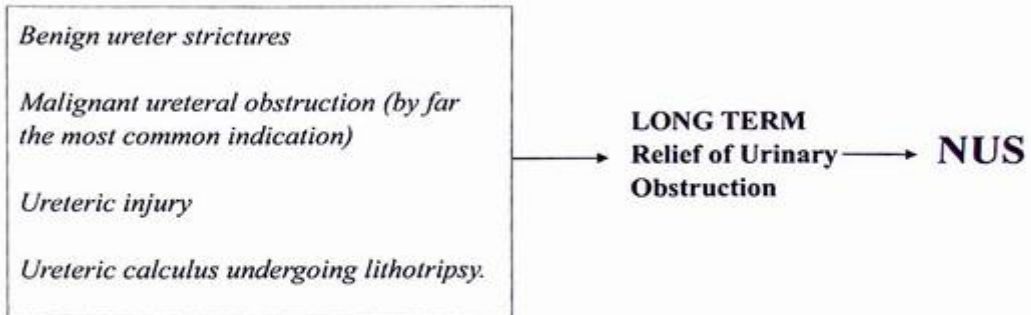 Benign ureter strictures
Malignant ureteral obstruction (by far
the most common indication)
Ureteric injury
Ureteric calculus undergoing lithotripsy.
LONG TERM
Relief of Urinary
Obstruction
NUS